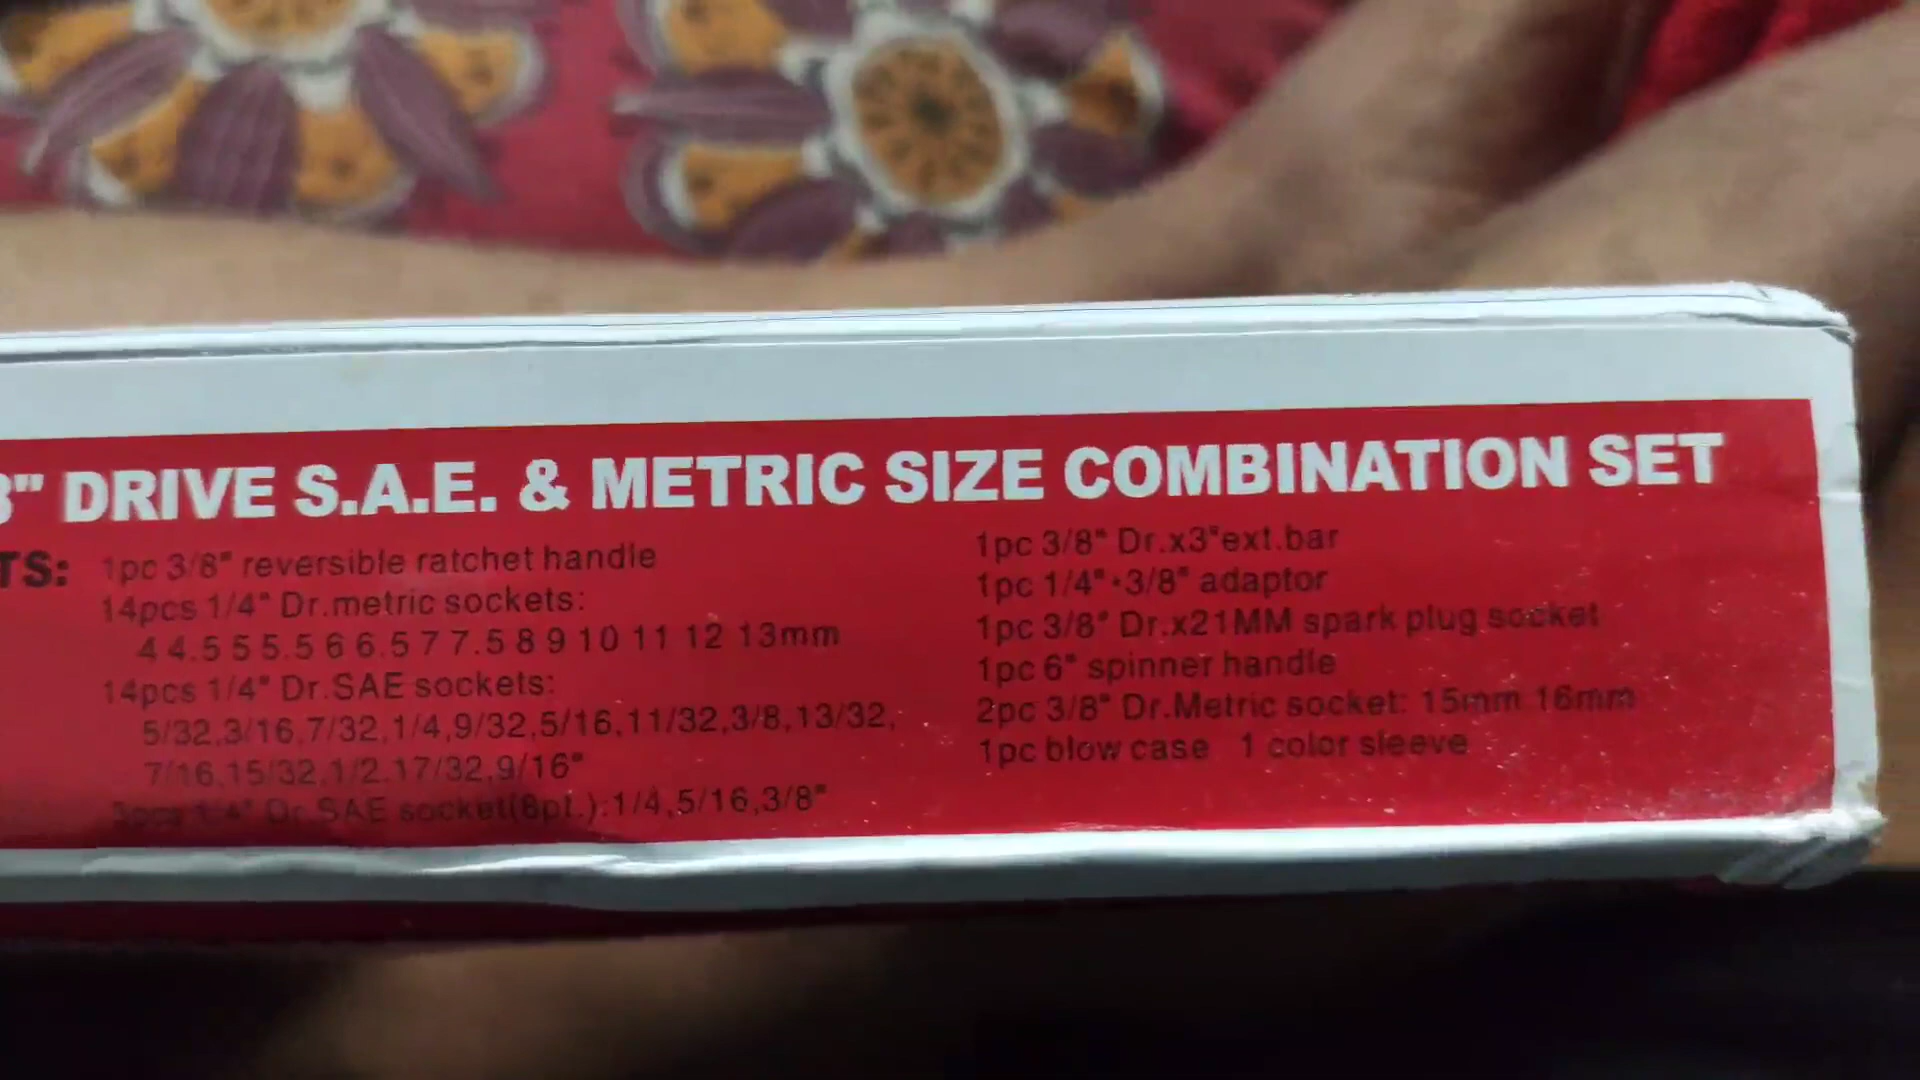 3" DRIVE S.A.E. & METRIC SIZE COMBINATION SET
TS:
1pc 3/8" reversible ratchet handle
14pcs 1/4" Dr.metric sockets:
4 4.5 5 5.5 6 6.5 7 7.5 8 9 10 11 12 13mm
14pcs 1/4" Dr.SAE sockets:
5/32,3/16,7/32,1/4,9/32,5/16,11/32,3/8,13/32,
7/16,15/32,1/2.17/32,9/16"
3pcs 1/4" Dr.SAE socket(8pt.):1/4,5/16,3/8"
1pc 3/8" Dr.x3"ext.bar
1pc 1/4"•3/8" adaptor
1pc 3/8" Dr.x21MM spark plug socket
1pc 6" spinner handle
2pc 3/8" Dr.Metric socket: 15mm 16mm
1pc blow case 1 color sleeve